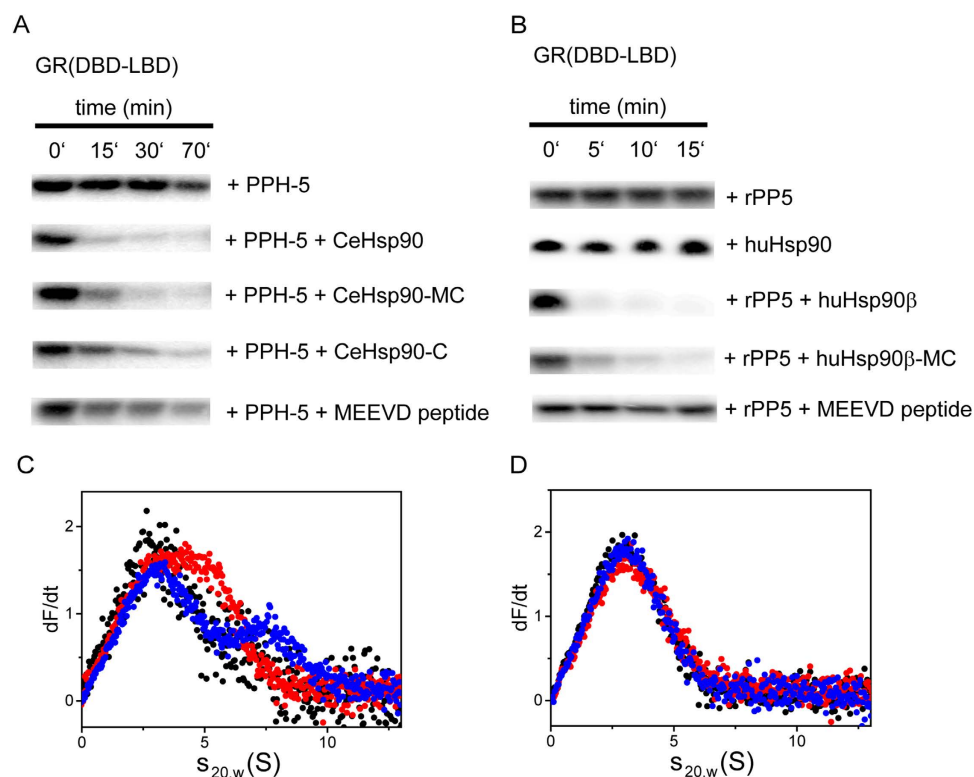 A
GR(DBD-LBD)
time (min)
0‘ 15‘ 30‘ 70‘
+ PPH-5
+ PPH-5 + CeHsp90
+ PPH-5 + CeHsp90-MC
+ PPH-5 + CeHsp90-C
+ PPH-5 + MEEVD peptide
B
GR(DBD-LBD)
time (min)
0‘ 5‘ 10‘ 15‘
+ rPP5
+ huHsp90
+ rPP5 + huHsp90β
+ rPP5 + huHsp90β-MC
+ rPP5 + MEEVD peptide
C
dF/dt
2
1
0
0 5 10
s20,w(S)
D
dF/dt
2
1
0
0 5 10
s20,w(S)